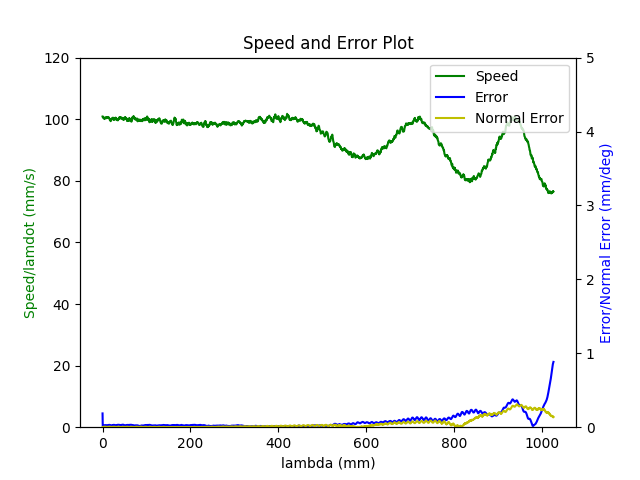 Speed and Error Plot
120
100
80
60
40
20
0
5
4
3
2
1
0
Speed
Error
Normal Error
Speed/lamdot (mm/s)
Error/Normal Error (mm/deg)
0
200
400
600
800
1000
lambda (mm)